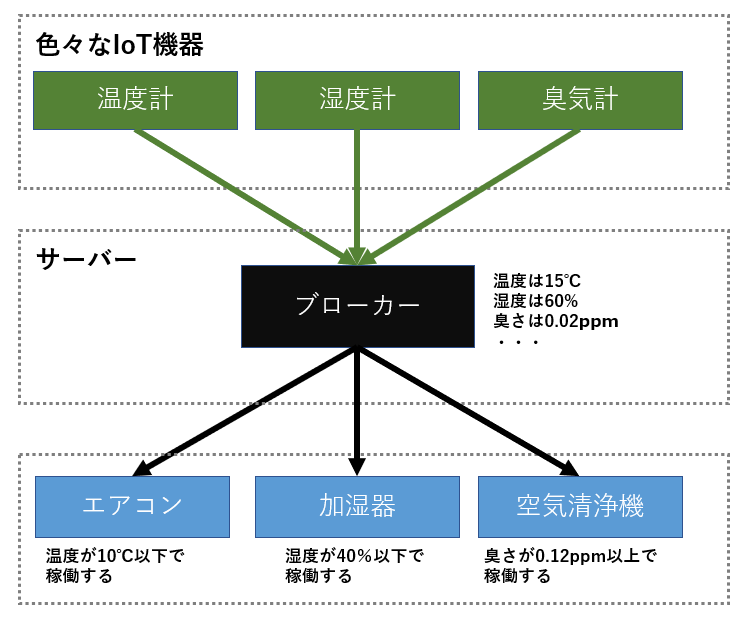 色々なIoT機器
温度計
湿度計
臭気計
サーバー
ブローカー
温度は15℃
湿度は60%
臭さは0.02ppm
・・・
エアコン
加湿器
空気清浄機
温度が10℃以下で
稼働する
湿度が40%以下で
稼働する
臭さが0.12ppm以上で
稼働する